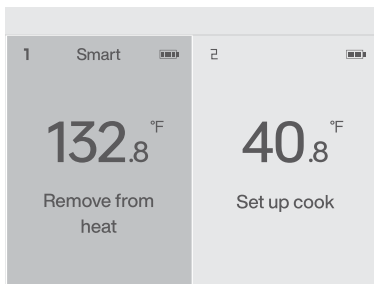 1 Smart
132.8°F
Remove from
heat
2
40.8°F
Set up cook